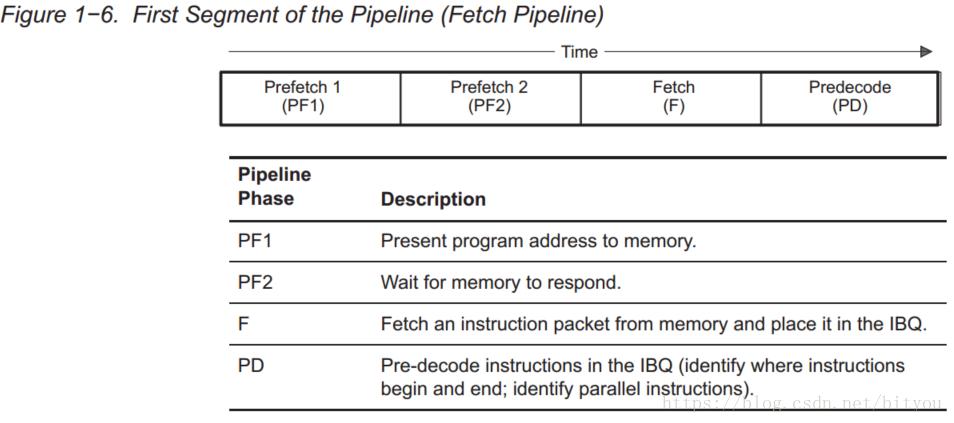 Figure 1−6. First Segment of the Pipeline (Fetch Pipeline)
Time
Prefetch 1
(PF1)
Prefetch 2
(PF2)
Fetch
(F)
Predecode
(PD)
Pipeline
Phase
Description
PF1
Present program address to memory.
PF2
Wait for memory to respond.
F
Fetch an instruction packet from memory and place it in the IBQ.
PD
Pre-decode instructions in the IBQ (identify where instructions
begin and end; identify parallel instructions).
https://blog.csdn.net/bityou